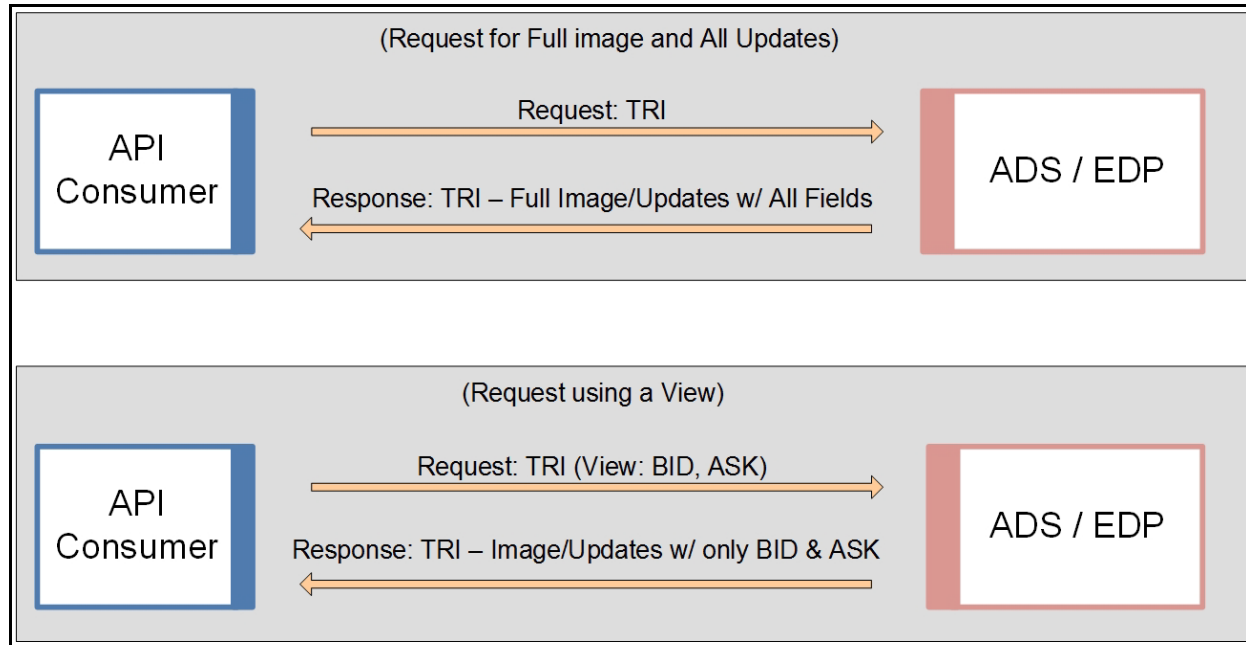 (Request for Full image and All Updates)
API
Consumer
Request: TRI
Response: TRI – Full Image/Updates w/ All Fields
ADS / EDP
(Request using a View)
API
Consumer
Request: TRI (View: BID, ASK)
Response: TRI – Image/Updates w/ only BID & ASK
ADS / EDP